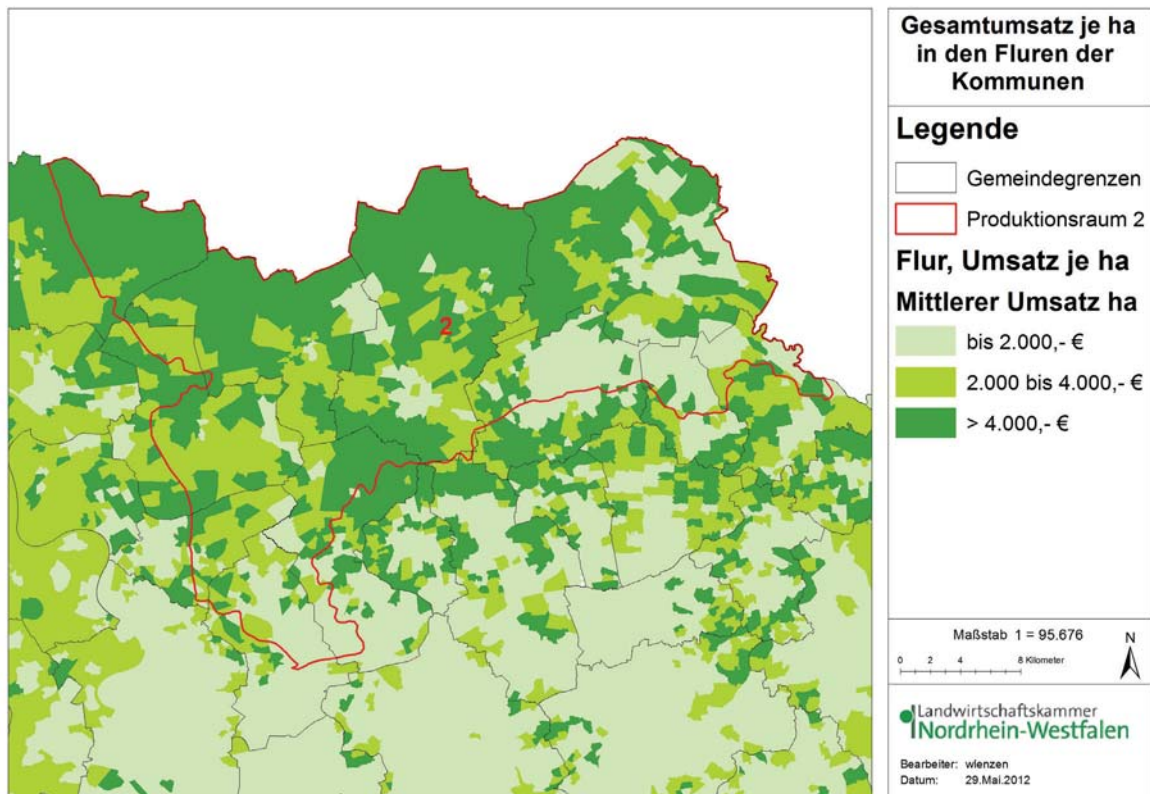 Gesamtumsatz je ha
in den Fluren der
Kommunen
Legende
Gemeindegrenzen
Produktionsraum 2
Flur, Umsatz je ha
Mittlerer Umsatz ha
bis 2.000,- €
2.000 bis 4.000,- €
> 4.000,- €
2
Maßstab 1 = 95.676
N
0 2 4 8 Kilometer
Landwirtschaftskammer
Nordrhein-Westfalen
Bearbeiter: wlenzen
Datum: 29.Mai.2012